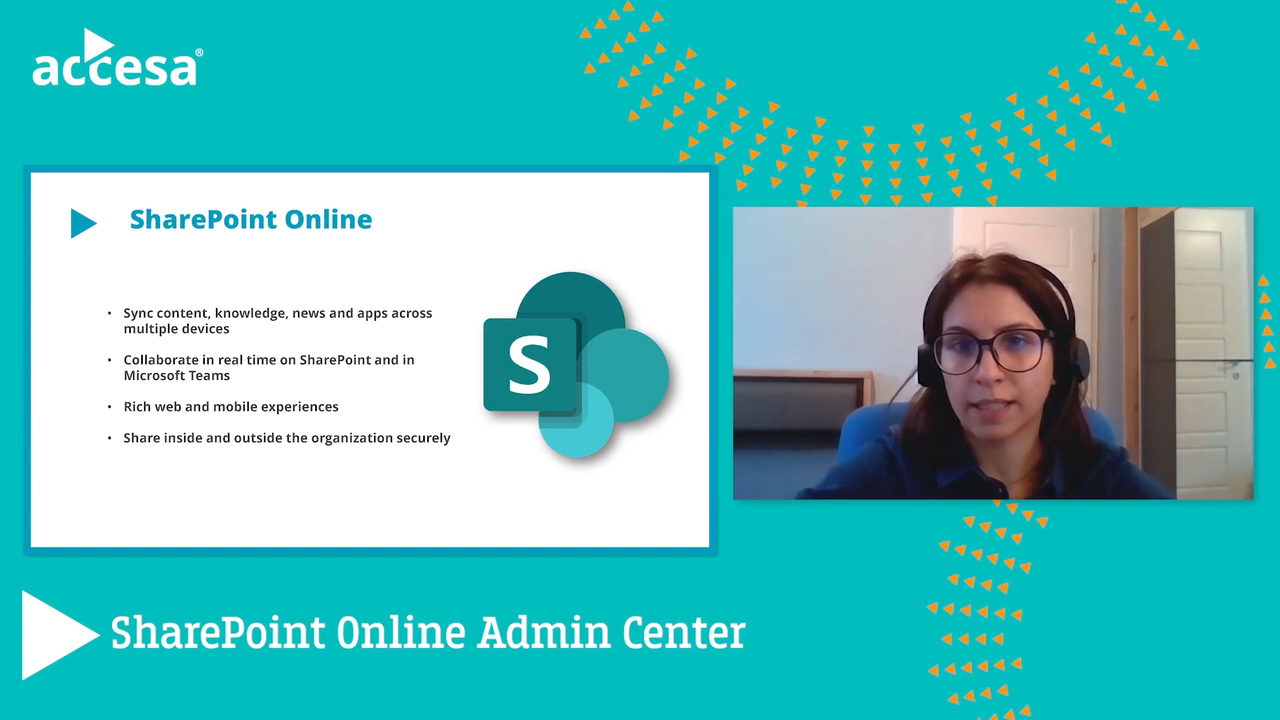 accesa®
SharePoint Online
• Sync content, knowledge, news and apps across
multiple devices
• Collaborate in real time on SharePoint and in
Microsoft Teams
• Rich web and mobile experiences
• Share inside and outside the organization securely
S
SharePoint Online Admin Center